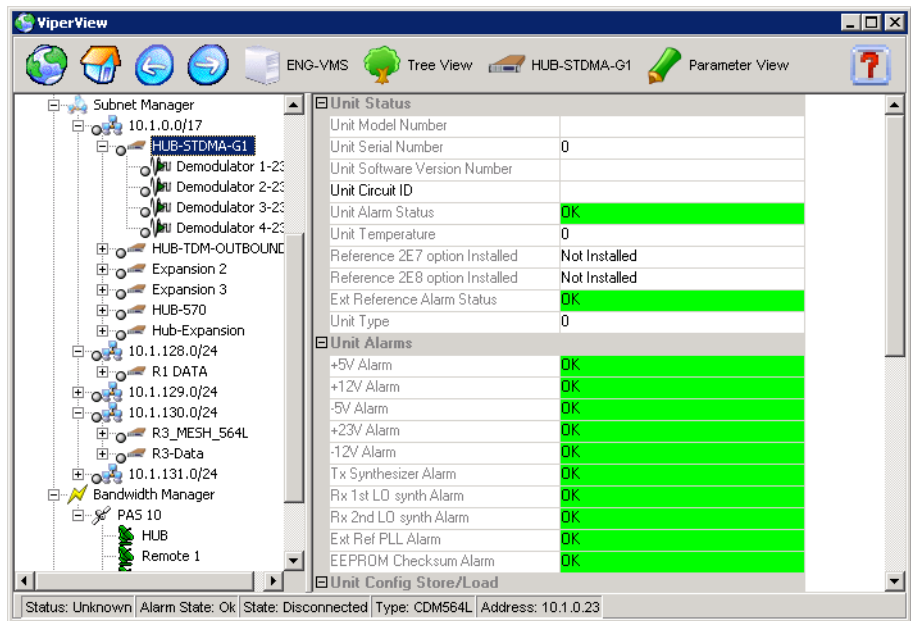 ViperView
ENG-VMS Tree View HUB-STDMA-G1 Parameter View
Subnet Manager
10.1.0.0/17
HUB-STDMA-G1
Demodulator 1-23
Demodulator 2-23
Demodulator 3-23
Demodulator 4-23
HUB-TDM-OUTBOUND
Expansion 2
Expansion 3
HUB-570
Hub-Expansion
10.1.128.0/24
R1 DATA
10.1.129.0/24
10.1.130.0/24
R3_MESH_564L
R3-Data
10.1.131.0/24
Bandwidth Manager
PAS 10
HUB
Remote 1
Unit Status
Unit Model Number
Unit Serial Number 0
Unit Software Version Number
Unit Circuit ID
Unit Alarm Status OK
Unit Temperature 0
Reference 2E7 option Installed Not Installed
Reference 2E8 option Installed Not Installed
Ext Reference Alarm Status OK
Unit Type 0
Unit Alarms
+5V Alarm OK
+12V Alarm OK
-5V Alarm OK
+23V Alarm OK
-12V Alarm OK
Tx Synthesizer Alarm OK
Rx 1st LO synth Alarm OK
Rx 2nd LO synth Alarm OK
Ext Ref PLL Alarm OK
EEPROM Checksum Alarm OK
Unit Config Store/Load
Status: Unknown Alarm State: Ok State: Disconnected Type: CDM564L Address: 10.1.0.23